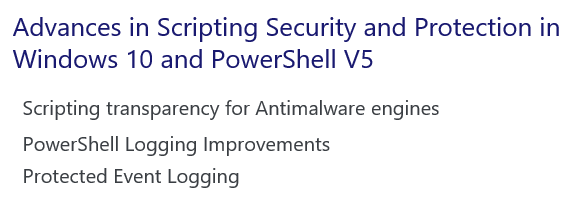 Advances in Scripting Security and Protection in
Windows 10 and PowerShell V5
Scripting transparency for Antimalware engines
PowerShell Logging Improvements
Protected Event Logging